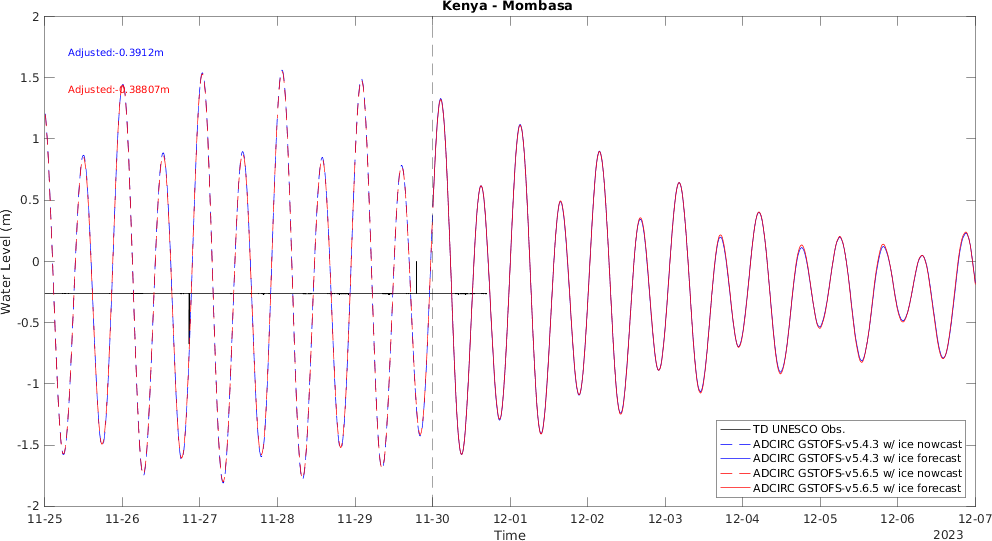 Kenya - Mombasa
2
1.5
1
0.5
0
-0.5
-1
-1.5
-2
Water Level (m)
Adjusted:-0.3912m
Adjusted:-0.38807m
TD UNESCO Obs.
ADCIRC GSTOFS-v5.4.3 w/ ice nowcast
ADCIRC GSTOFS-v5.4.3 w/ ice forecast
ADCIRC GSTOFS-v5.6.5 w/ ice nowcast
ADCIRC GSTOFS-v5.6.5 w/ ice forecast
11-25 11-26 11-27 11-28 11-29 11-30 12-01 12-02 12-03 12-04 12-05 12-06 12-07
Time
2023